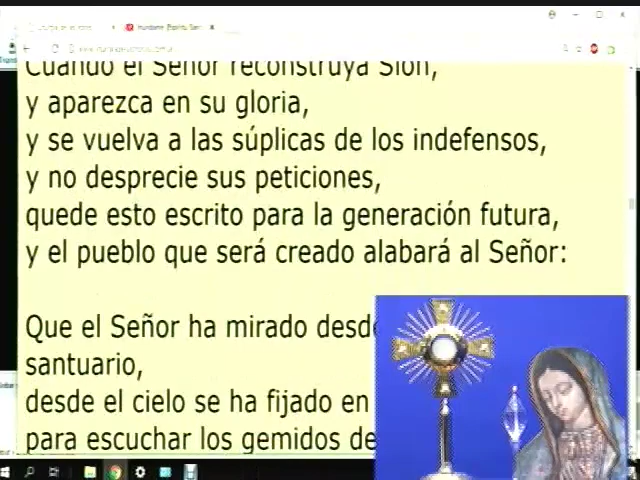 Cuando el Señor reconstruya Sión,
y aparezca en su gloria,
y se vuelva a las súplicas de los indefensos,
y no desprecie sus peticiones,
quede esto escrito para la generación futura,
y el pueblo que será creado alabará al Señor:
Que el Señor ha mirado desde
santuario,
desde el cielo se ha fijado en
para escuchar los gemidos de